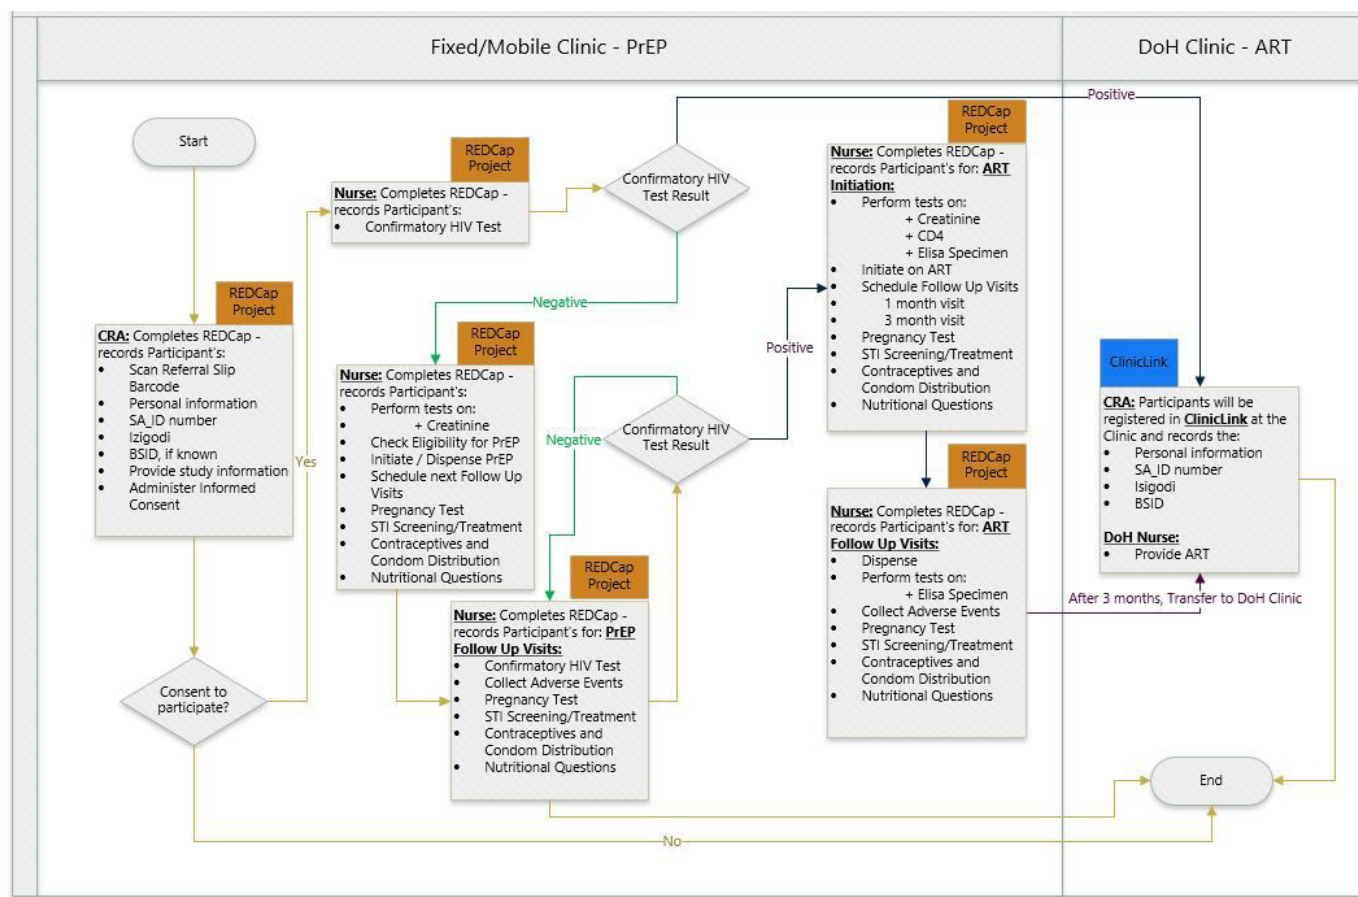 Fixed/Mobile Clinic - PrEP
DoH Clinic - ART
Start
REDCap
Project
CRA: Completes REDCap -
records Participant's:
• Scan Referral Slip
Barcode
• Personal information
• SA_ID number
• Izigodi
• BSID, if known
• Provide study information
• Administer Informed
Consent
Consent to
participate?
Yes
No
REDCap
Project
Nurse: Completes REDCap -
records Participant's:
• Confirmatory HIV Test
Confirmatory HIV
Test Result
Positive
Negative
REDCap
Project
Nurse: Completes REDCap -
records Participant's:
• Perform tests on:
• + Creatinine
• Check Eligibility for PrEP
• Initiate / Dispense PrEP
• Schedule next Follow Up
Visits
• Pregnancy Test
• STI Screening/Treatment
• Contraceptives and
Condom Distribution
• Nutritional Questions
REDCap
Project
Nurse: Completes REDCap -
records Participant's for: PrEP
Follow Up Visits:
• Confirmatory HIV Test
• Collect Adverse Events
• Pregnancy Test
• STI Screening/Treatment
• Contraceptives and
Condom Distribution
• Nutritional Questions
Confirmatory HIV
Test Result
Negative
Positive
REDCap
Project
Nurse: Completes REDCap -
records Participant's for: ART
Initiation:
• Perform tests on:
+ Creatinine
+ CD4
+ Elisa Specimen
• Initiate on ART
• Schedule Follow Up Visits
• 1 month visit
• 3 month visit
• Pregnancy Test
• STI Screening/Treatment
• Contraceptives and
Condom Distribution
• Nutritional Questions
REDCap
Project
Nurse: Completes REDCap -
records Participant's for: ART
Follow Up Visits:
• Dispense
• Perform tests on:
+ Elisa Specimen
• Collect Adverse Events
• Pregnancy Test
• STI Screening/Treatment
• Contraceptives and
Condom Distribution
• Nutritional Questions
After 3 months, Transfer to DoH Clinic
ClinicLink
CRA: Participants will be
registered in ClinicLink at the
Clinic and records the:
• Personal information
• SA_ID number
• Isigodi
• BSID
DoH Nurse:
• Provide ART
End